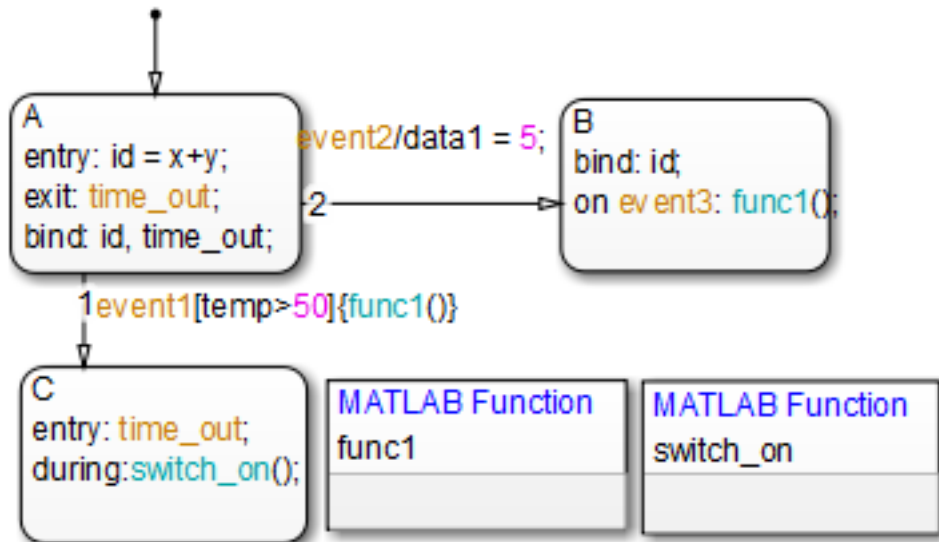 A
entry: id = x+y;
exit: time_out;
bind: id, time_out;
event2/data1 = 5;
2
B
bind: id;
on event3: func1();
1event1[temp>50]{func1()}
C
entry: time_out;
during:switch_on();
MATLAB Function
func1
MATLAB Function
switch_on